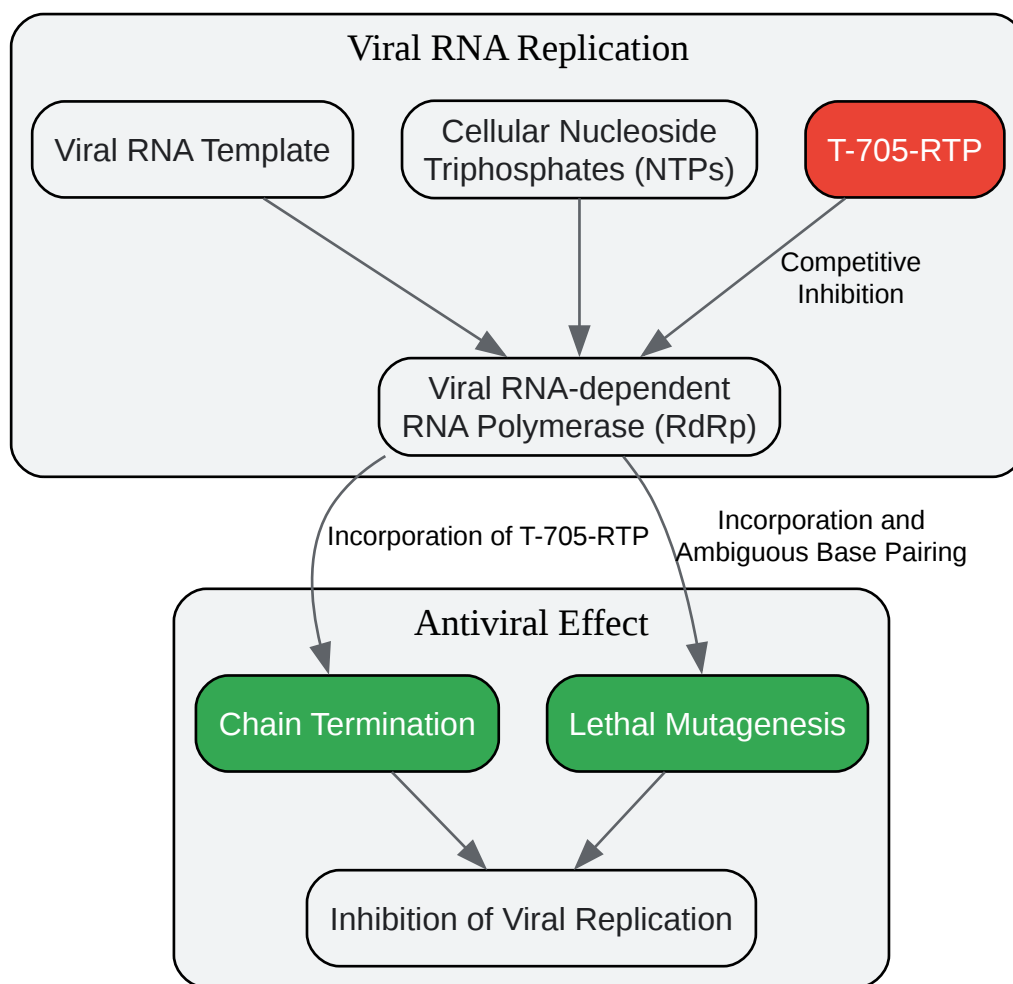 Viral RNA Replication
Viral RNA Template
Cellular Nucleoside
Triphosphates (NTPs)
T-705-RTP
Competitive
Inhibition
Viral RNA-dependent
RNA Polymerase (RdRp)
Incorporation of T-705-RTP
Incorporation and
Ambiguous Base Pairing
Antiviral Effect
Chain Termination
Lethal Mutagenesis
Inhibition of Viral Replication